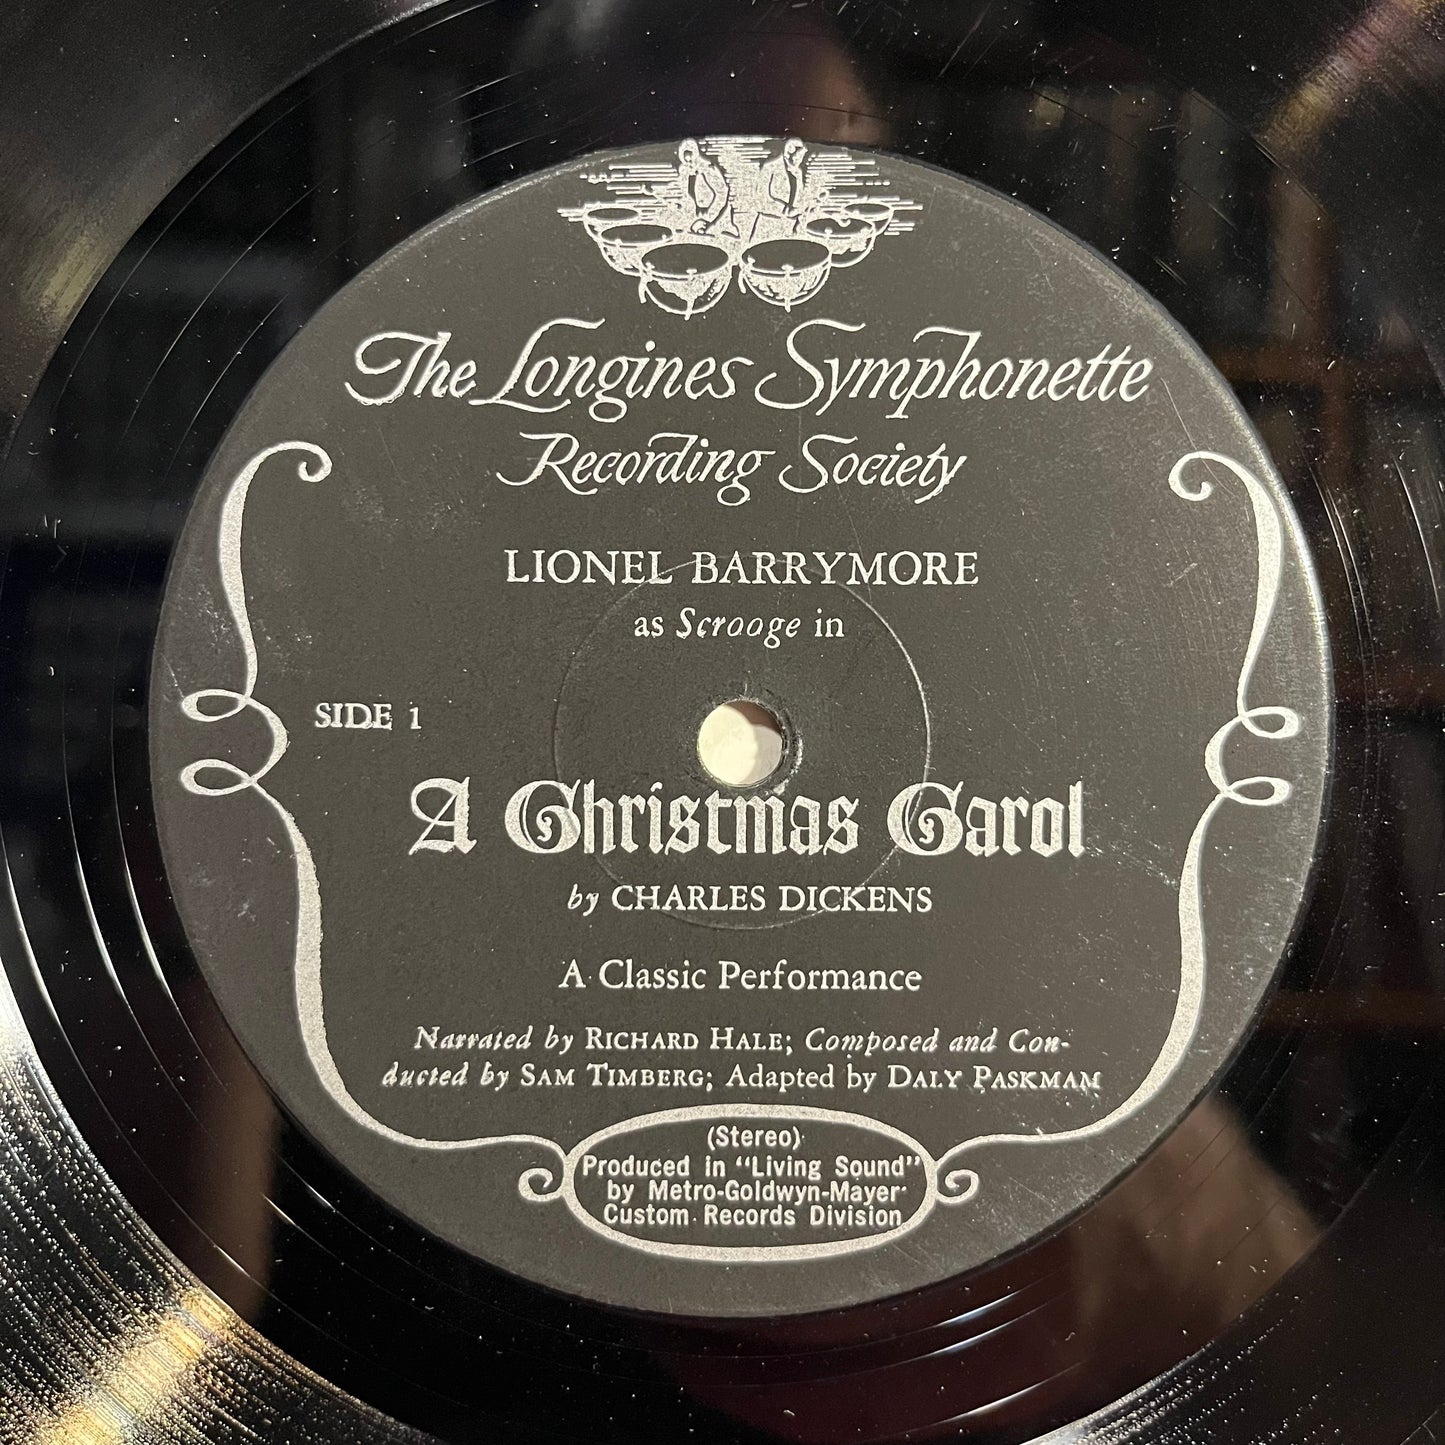 The Longines Symphonette
Recording Society
LIONEL BARRYMORE
as Scrooge in
SIDE 1
A Christmas Carol
by CHARLES DICKENS
A Classic Performance
Narrated by RICHARD HALE; Composed and Con-
ducted by SAM TIMBERG; Adapted by DALY PASKMAM
(Stereo)
Produced in "Living Sound"
by Metro-Goldwyn-Mayer
Custom Records Division